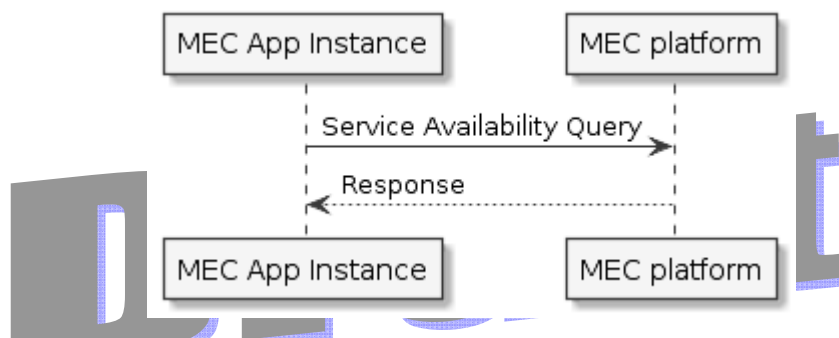 MEC App Instance
MEC platform
Service Availability Query
Response
MEC App Instance
MEC platform